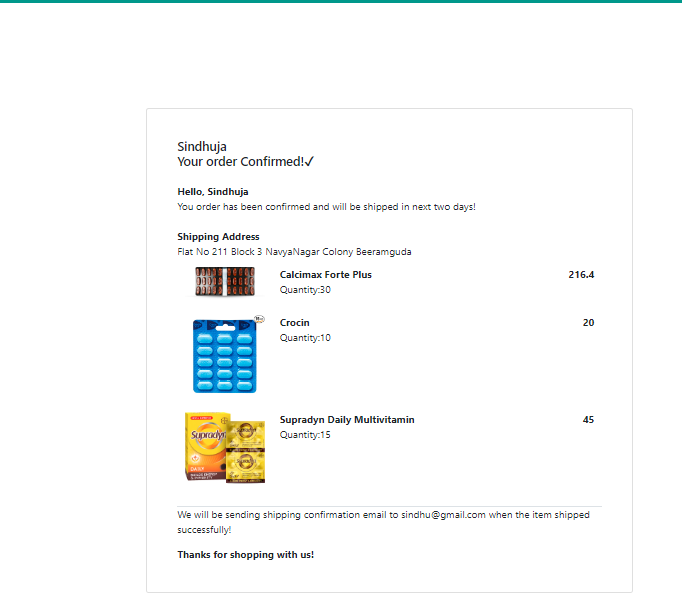 Sindhuja
Your order Confirmed!✓
Hello, Sindhuja
You order has been confirmed and will be shipped in next two days!
Shipping Address
Flat No 211 Block 3 NavyaNagar Colony Beeramguda
Calcimax Forte Plus 216.4
Quantity:30
Crocin 20
Quantity:10
Supradyn Daily Multivitamin 45
Quantity:15
Supradyn
DAILY
We will be sending shipping confirmation email to sindhu@gmail.com when the item shipped
successfully!
Thanks for shopping with us!